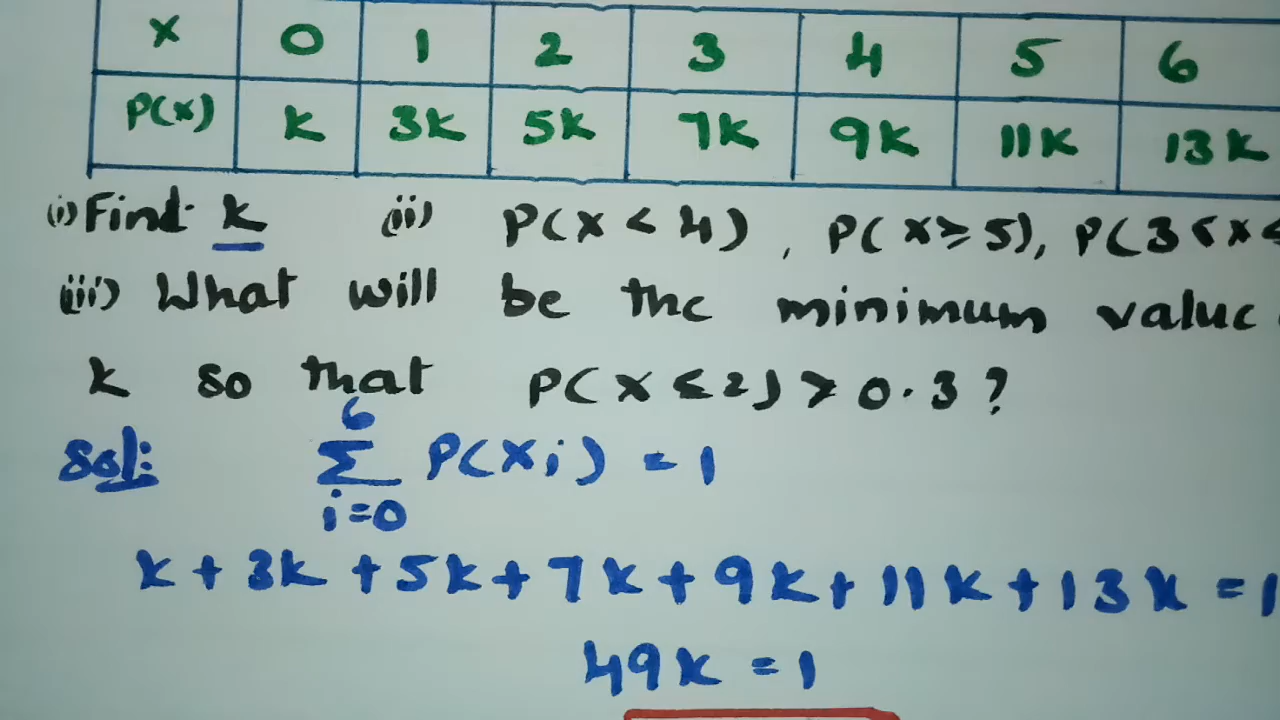 x 0 1 2 3 4 5 6
P(x) k 3k 5k 7k 9k 11k 13k
(i) Find k (ii) P(x < 4), P(x ≥ 5), P(3 < x ≤
(iii) What will be the minimum value
k so that P(x ≤ 2) > 0.3?
Sol: 6 Σ i=0 P(xi) = 1
k + 3k + 5k + 7k + 9k + 11k + 13k = 1
49k = 1